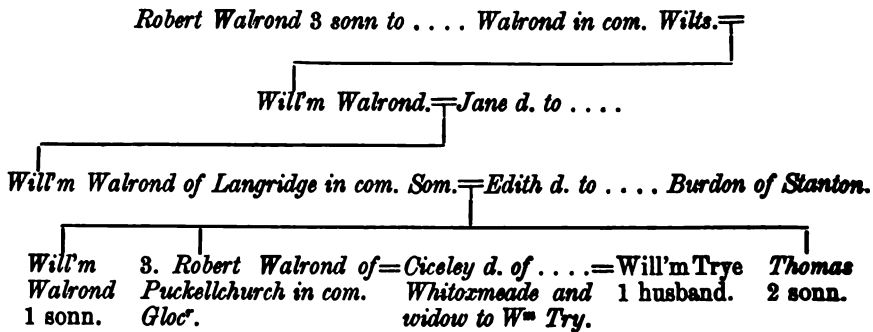 Robert Walrond 3 sonn to .... Walrond in com. Wilts.=
Will'm Walrond.=Jane d. to ....
Will'm Walrond of Langridge in com. Som.=Edith d. to .... Burdon of Stanton.
Will'm 3. Robert Walrond of=Ciceley d. of ....=Will'm Trye Thomas
Walrond Puckellchurch in com. Whitoxmeade and 1 husband. 2 sonn.
1 sonn. Glocr. widow to Wm Try.